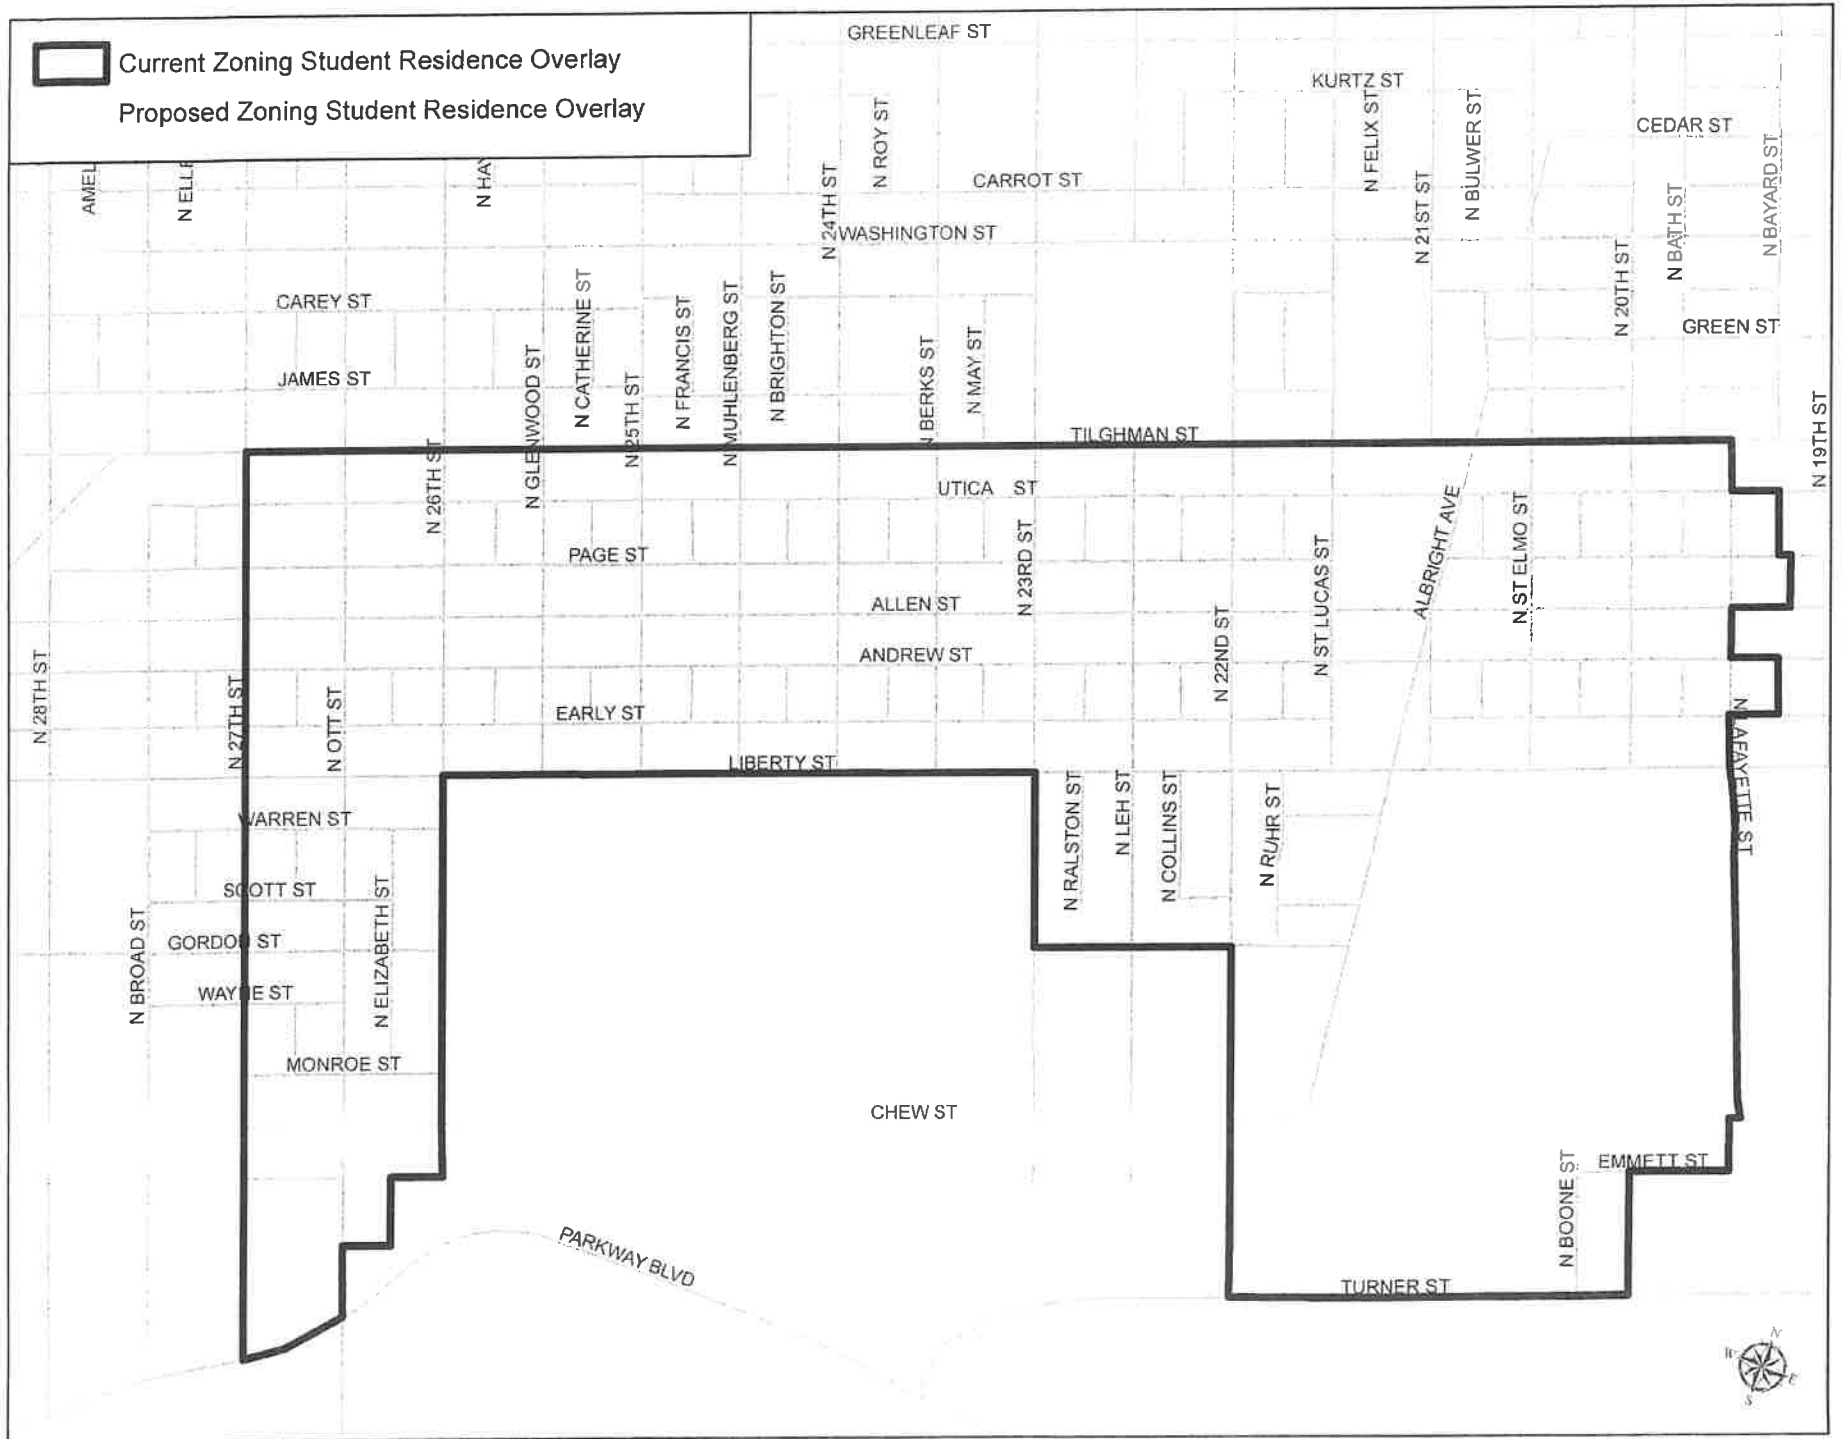 Current Zoning Student Residence Overlay
Proposed Zoning Student Residence Overlay
GREENLEAF ST
KURTZ ST
CEDAR ST
N ROY ST
N FELIX ST
N BULWER ST
N BAYARD ST
AMEL
N ELLE
N HAY
CARROT ST
N 24TH ST
WASHINGTON ST
N 21ST ST
N BATH ST
N 20TH ST
GREEN ST
CAREY ST
JAMES ST
N GLENWOOD ST
N CATHERINE ST
N 25TH ST
N FRANCIS ST
N MUHLENBERG ST
N BRIGHTON ST
N BERKS ST
N MAY ST
TILGHMAN ST
N 19TH ST
N 26TH ST
UTICA ST
PAGE ST
N 23RD ST
ALLEN ST
ANDREW ST
N 22ND ST
N ST LUCAS ST
ALBRIGHT AVE
N ST ELMO ST
N 28TH ST
N 27TH ST
N OTT ST
EARLY ST
LIBERTY ST
N LAFAYETTE ST
WARREN ST
SCOTT ST
GORDON ST
WAYNE ST
MONROE ST
N BROAD ST
N ELIZABETH ST
N RALSTON ST
N LEH ST
N COLLINS ST
N RUHR ST
CHEW ST
EMMETT ST
N BOONE ST
PARKWAY BLVD
TURNER ST
N
W
E
S